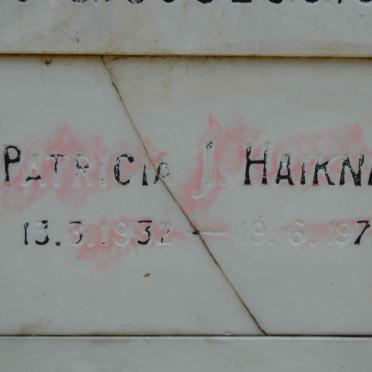 PATRICIA J. HAIKN
13.3.1932 — 19.6.197